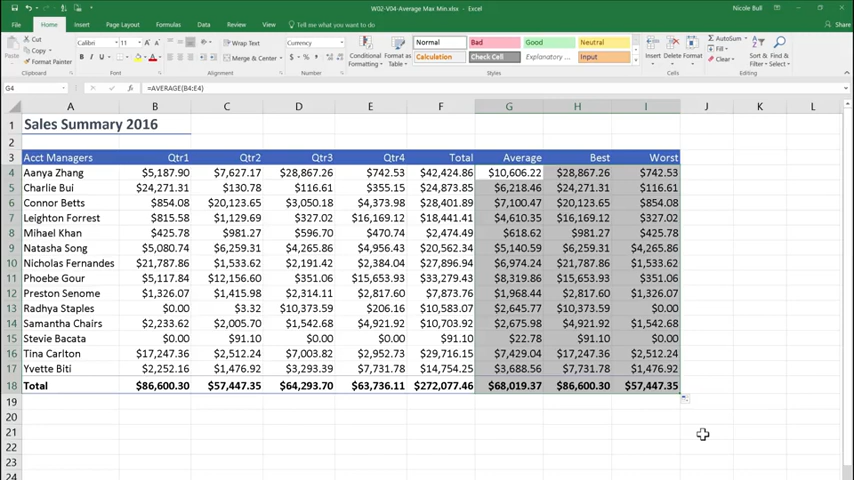 W02-V04-Average Max Min.xlsx - Excel
Nicole Bull
File Home Insert Page Layout Formulas Data Review View Tell me what you want to do Share
Paste Cut Copy Format Painter Calibri 11 Wrap Text Merge & Center Currency Conditional Formatting Format as Table Normal Bad Good Neutral Calculation Check Cell Explanatory ... Input Insert Delete Format AutoSum Fill Clear Sort & Filter Find & Select
Clipboard Font Alignment Number Styles Cells Editing
G4 =AVERAGE(B4:E4)
A B C D E F G H I J K L
1 Sales Summary 2016
2
3 Acct Managers Qtr1 Qtr2 Qtr3 Qtr4 Total Average Best Worst
4 Aanya Zhang $5,187.90 $7,627.17 $28,867.26 $742.53 $42,424.86 $10,606.22 $28,867.26 $742.53
5 Charlie Bui $24,271.31 $130.78 $116.61 $355.15 $24,873.85 $6,218.46 $24,271.31 $116.61
6 Connor Betts $854.08 $20,123.65 $3,050.18 $4,373.98 $28,401.89 $7,100.47 $20,123.65 $854.08
7 Leighton Forrest $815.58 $1,129.69 $327.02 $16,169.12 $18,441.41 $4,610.35 $16,169.12 $327.02
8 Mihael Khan $425.78 $981.27 $596.70 $470.74 $2,474.49 $618.62 $981.27 $425.78
9 Natasha Song $5,080.74 $6,259.31 $4,265.86 $4,956.43 $20,562.34 $5,140.59 $6,259.31 $4,265.86
10 Nicholas Fernandes $21,787.86 $1,533.62 $2,191.42 $2,384.04 $27,896.94 $6,974.24 $21,787.86 $1,533.62
11 Phoebe Gour $5,117.84 $12,156.60 $351.06 $15,653.93 $33,279.43 $8,319.86 $15,653.93 $351.06
12 Preston Senome $1,326.07 $1,415.98 $2,314.11 $2,817.60 $7,873.76 $1,968.44 $2,817.60 $1,326.07
13 Radhya Staples $0.00 $3.32 $10,373.59 $206.16 $10,583.07 $2,645.77 $10,373.59 $0.00
14 Samantha Chairs $2,233.62 $2,005.70 $1,542.68 $4,921.92 $10,703.92 $2,675.98 $4,921.92 $1,542.68
15 Stevie Bacata $0.00 $91.10 $0.00 $0.00 $91.10 $22.78 $91.10 $0.00
16 Tina Carlton $17,247.36 $2,512.24 $7,003.82 $2,952.73 $29,716.15 $7,429.04 $17,247.36 $2,512.24
17 Yvette Biti $2,252.16 $1,476.92 $3,293.39 $7,731.78 $14,754.25 $3,688.56 $7,731.78 $1,476.92
18 Total $86,600.30 $57,447.35 $64,293.70 $63,736.11 $272,077.46 $68,019.37 $86,600.30 $57,447.35
19
20
21
22
23
24